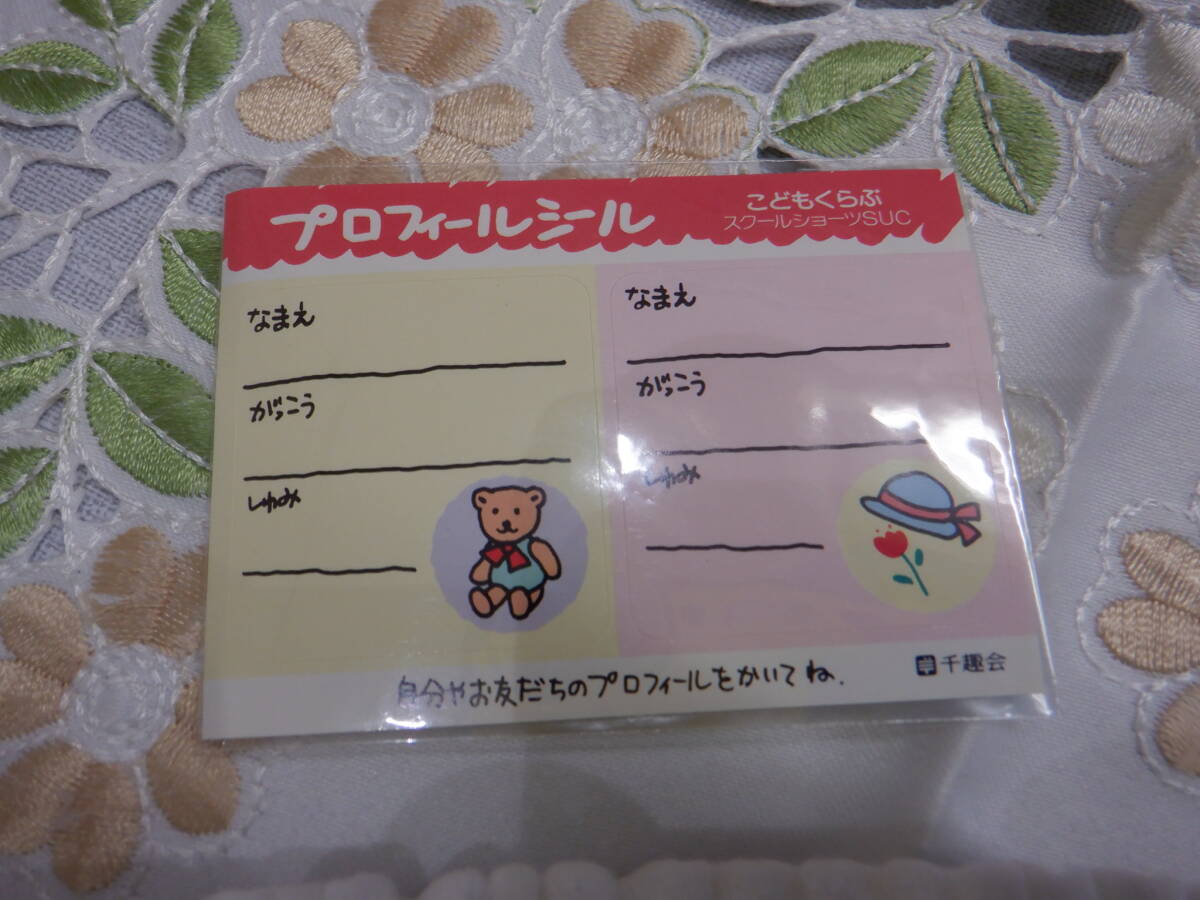 プロフィールシール
こどもくらぶ
スクールショーツSUC
なまえ
がっこう
しゅみ
なまえ
がっこう
しゅみ
自分やお友だちのプロフィールをかいてね.
千趣会